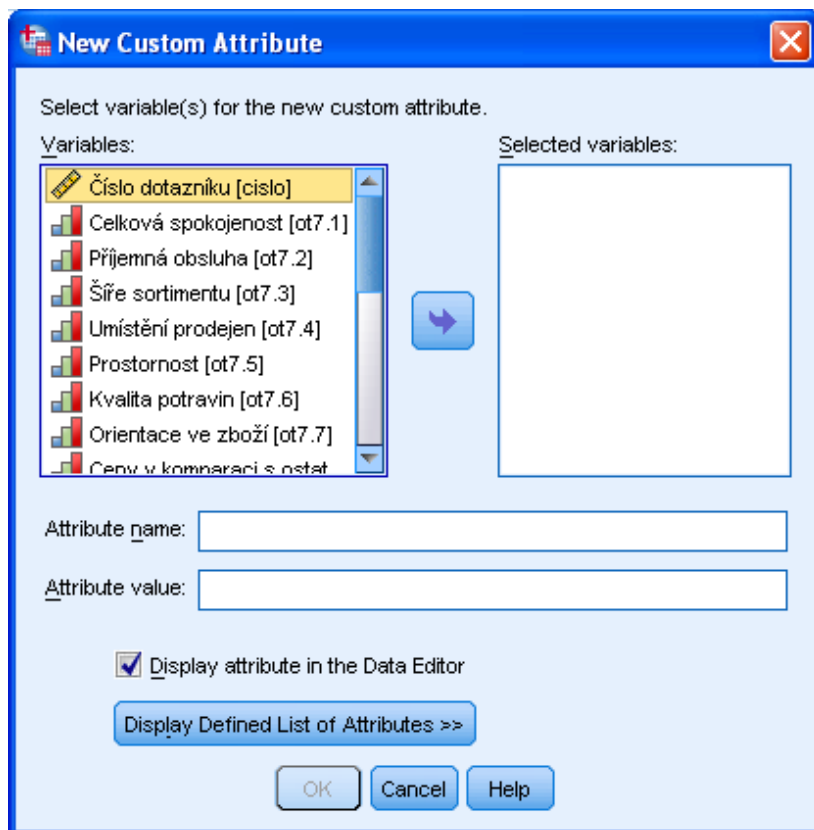 New Custom Attribute
Select variable(s) for the new custom attribute.
Variables:
Selected variables:
Číslo dotazníku [cislo]
Celková spokojenost [ot7.1]
Příjemná obsluha [ot7.2]
Šíře sortimentu [ot7.3]
Umístění prodejen [ot7.4]
Prostornost [ot7.5]
Kvalita potravin [ot7.6]
Orientace ve zboží [ot7.7]
Ceny v komparaci s ostat
Attribute name:
Attribute value:
Display attribute in the Data Editor
Display Defined List of Attributes >>
OK Cancel Help